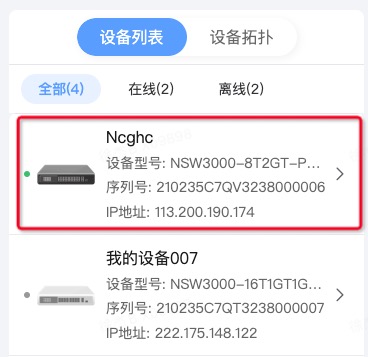 设备列表
设备拓扑
全部(4)
在线(2)
离线(2)
Ncghc
设备型号: NSW3000-8T2GT-P...
序列号: 210235C7QV3238000006
IP地址: 113.200.190.174
我的设备007
设备型号: NSW3000-16T1GT1G...
序列号: 210235C7QT3238000007
IP地址: 222.175.148.122